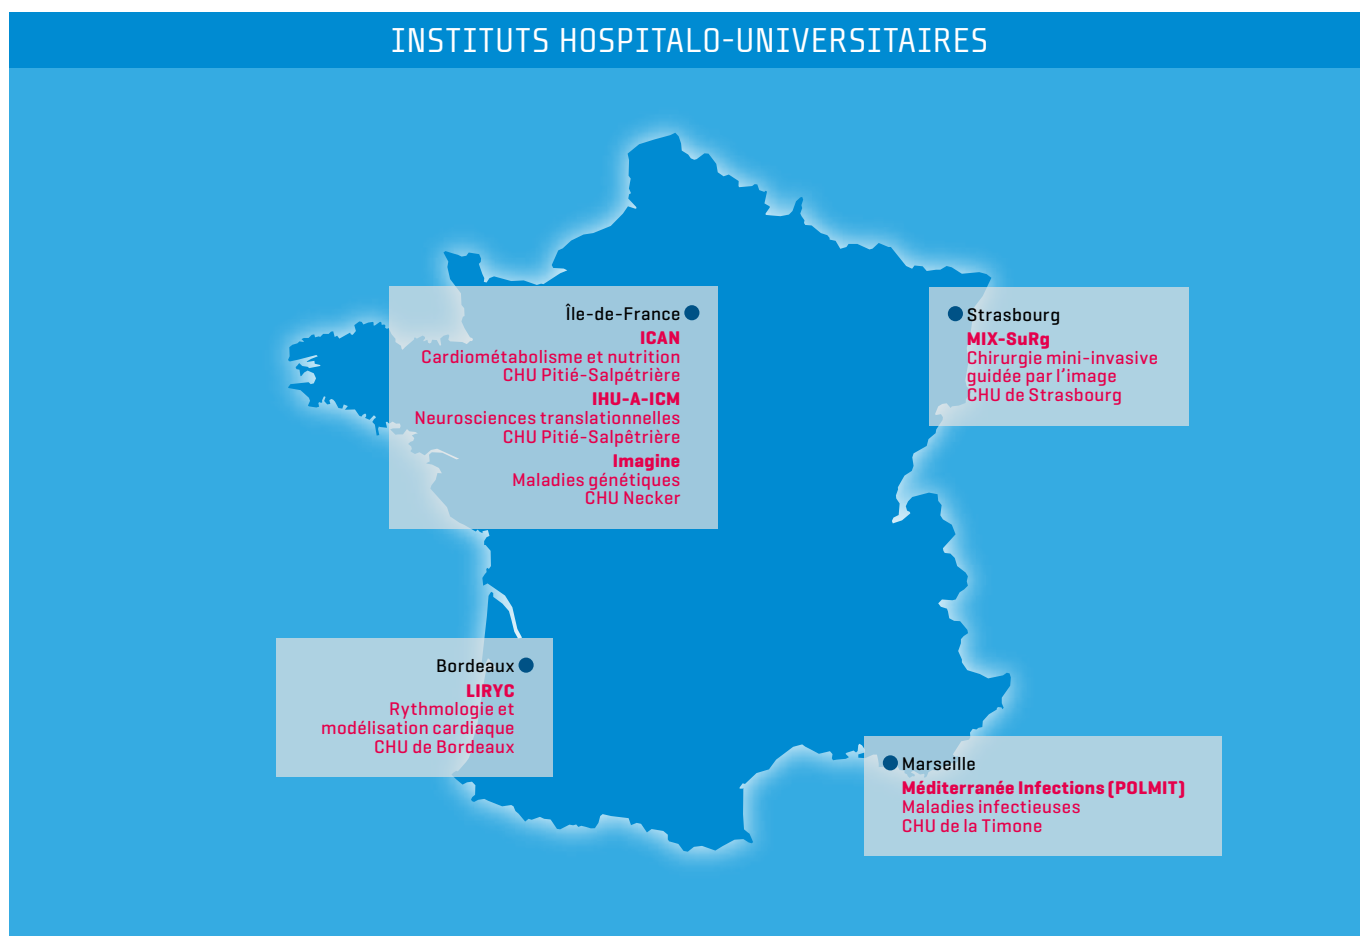 INSTITUTS HOSPITALO-UNIVERSITAIRES
Île-de-France
ICAN
Cardiométabolisme et nutrition
CHU Pitié-Salpétrière
IHU-A-ICM
Neurosciences translationnelles
CHU Pitié-Salpêtrière
Imagine
Maladies génétiques
CHU Necker
Strasbourg
MIX-SuRg
Chirurgie mini-invasive
guidée par l'image
CHU de Strasbourg
Bordeaux
LIRYC
Rythmologie et
modélisation cardiaque
CHU de Bordeaux
Marseille
Méditerranée Infections (POLMIT)
Maladies infectieuses
CHU de la Timone